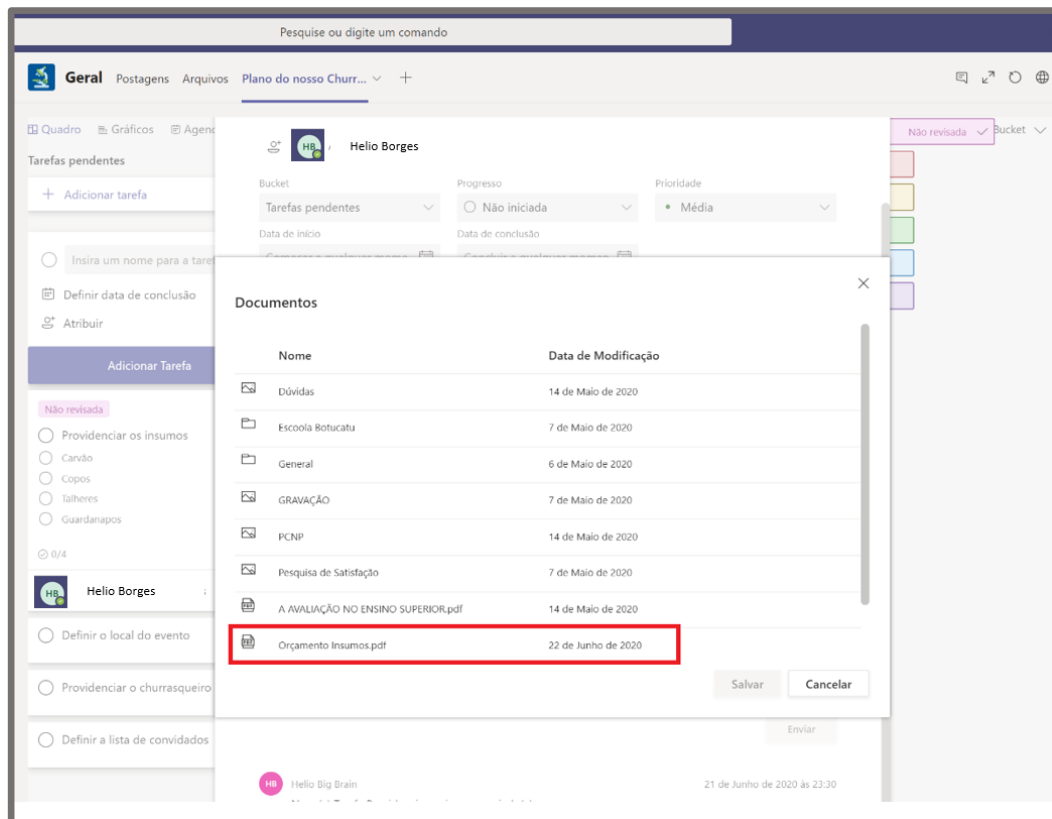 Pesquise ou digite um comando
Geral Postagens Arquivos Plano do nosso Churr...
Quadro Gráficos Agend
Não revisada Bucket
Tarefas pendentes
+ Adicionar tarefa
Insira um nome para a taref
Definir data de conclusão
Atribuir
Adicionar Tarefa
Não revisada
Providenciar os insumos
Carvão
Copos
Talheres
Guardanapos
0/4
HB Helio Borges
Definir o local do evento
Providenciar o churrasqueiro
Definir a lista de convidados
HB Helio Borges
Bucket Progresso Prioridade
Tarefas pendentes Não iniciada Média
Data de início Data de conclusão
Documentos
Nome Data de Modificação
Dúvidas 14 de Maio de 2020
Escoola Botucatu 7 de Maio de 2020
General 6 de Maio de 2020
GRAVAÇÃO 7 de Maio de 2020
PCNP 14 de Maio de 2020
Pesquisa de Satisfação 7 de Maio de 2020
A AVALIAÇÃO NO ENSINO SUPERIOR.pdf 14 de Maio de 2020
Orçamento Insumos.pdf 22 de Junho de 2020
Salvar Cancelar
Enviar
HB Helio Big Brain 21 de Junho de 2020 às 23:30